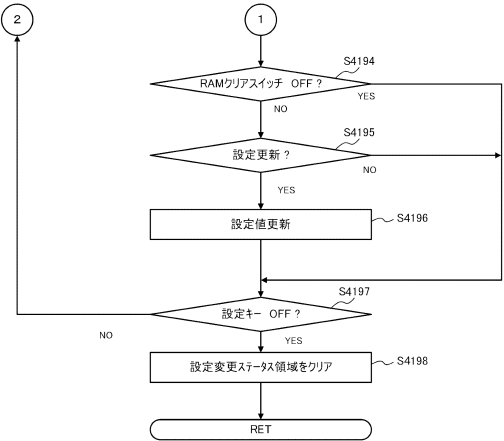 2
1
S4194
RAMクリアスイッチ OFF?
YES
NO
S4195
設定更新?
NO
YES
設定値更新
S4196
S4197
設定キー OFF?
NO
YES
設定変更ステータス領域をクリア
S4198
RET